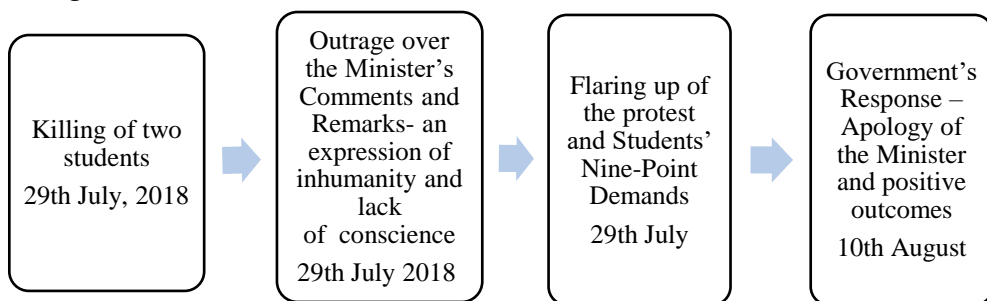 Killing of two
students
29th July, 2018
Outrage over
the Minister's
Comments and
Remarks- an
expression of
inhumanity and
lack
of conscience
29th July 2018
Flaring up of
the protest
and Students'
Nine-Point
Demands
29th July
Government's
Response –
Apology of
the Minister
and positive
outcomes
10th August